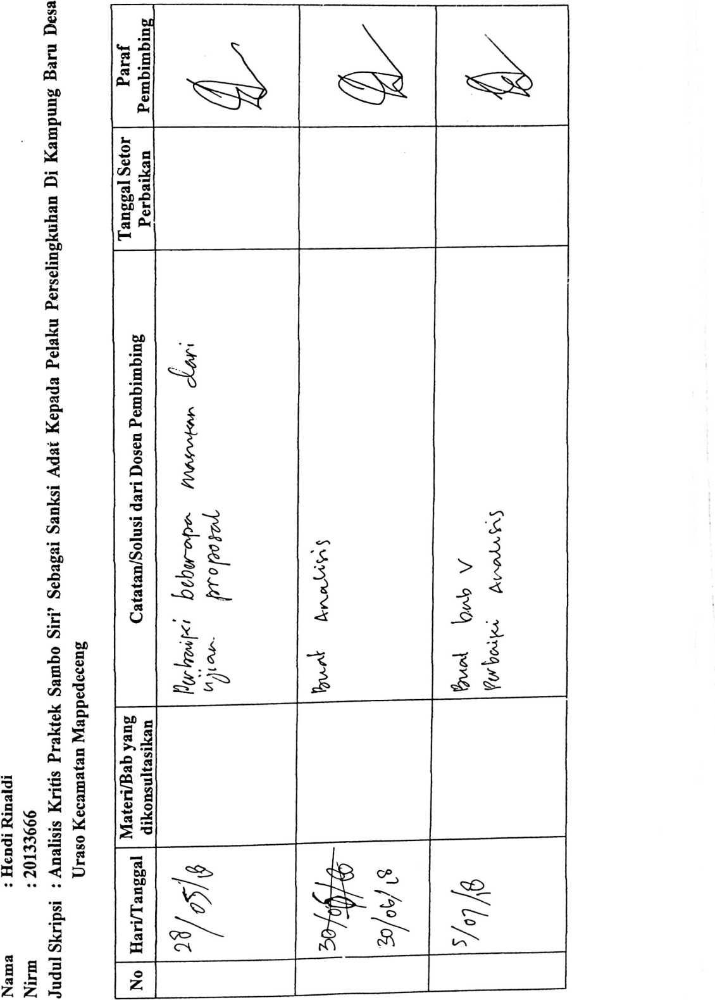 Nama : Hendi Rinaldi
Nirm : 20133666
Judul Skripsi : Analisis Kritis Praktek Sambo Siri' Sebagai Sanksi Adat Kepada Pelaku Perselingkuhan Di Kampung Baru Desa
Uraso Kecamatan Mappedeceng
No Hari/Tanggal Materi/Bab yang dikonsultasikan Catatan/Solusi dari Dosen Pembimbing Tanggal Setor Perbaikan Paraf Pembimbing
28/05/18 Perbaiki beberapa masukan dari
ujian proposal
Buat Analisis
30/06/18
5/07/18 Buat bab V
Perbaiki Analisis